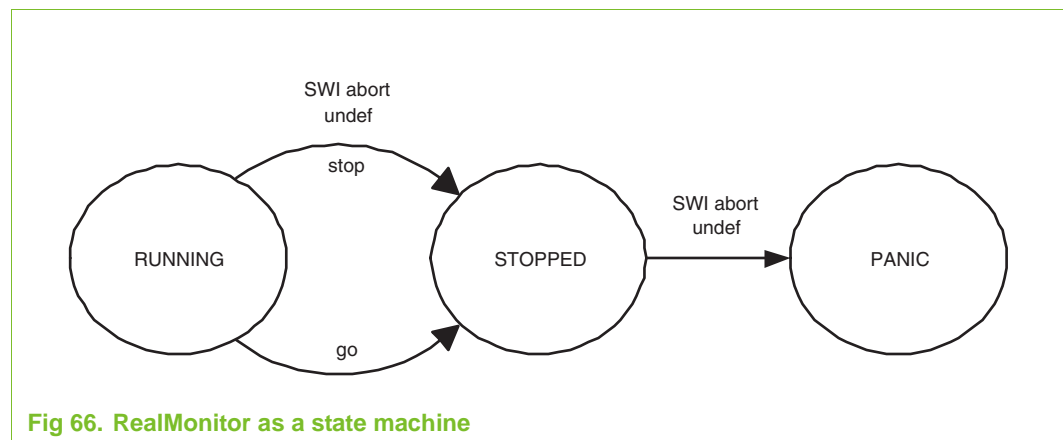 SWI abort
undef
stop
SWI abort
undef
RUNNING
STOPPED
PANIC
go
Fig 66. RealMonitor as a state machine